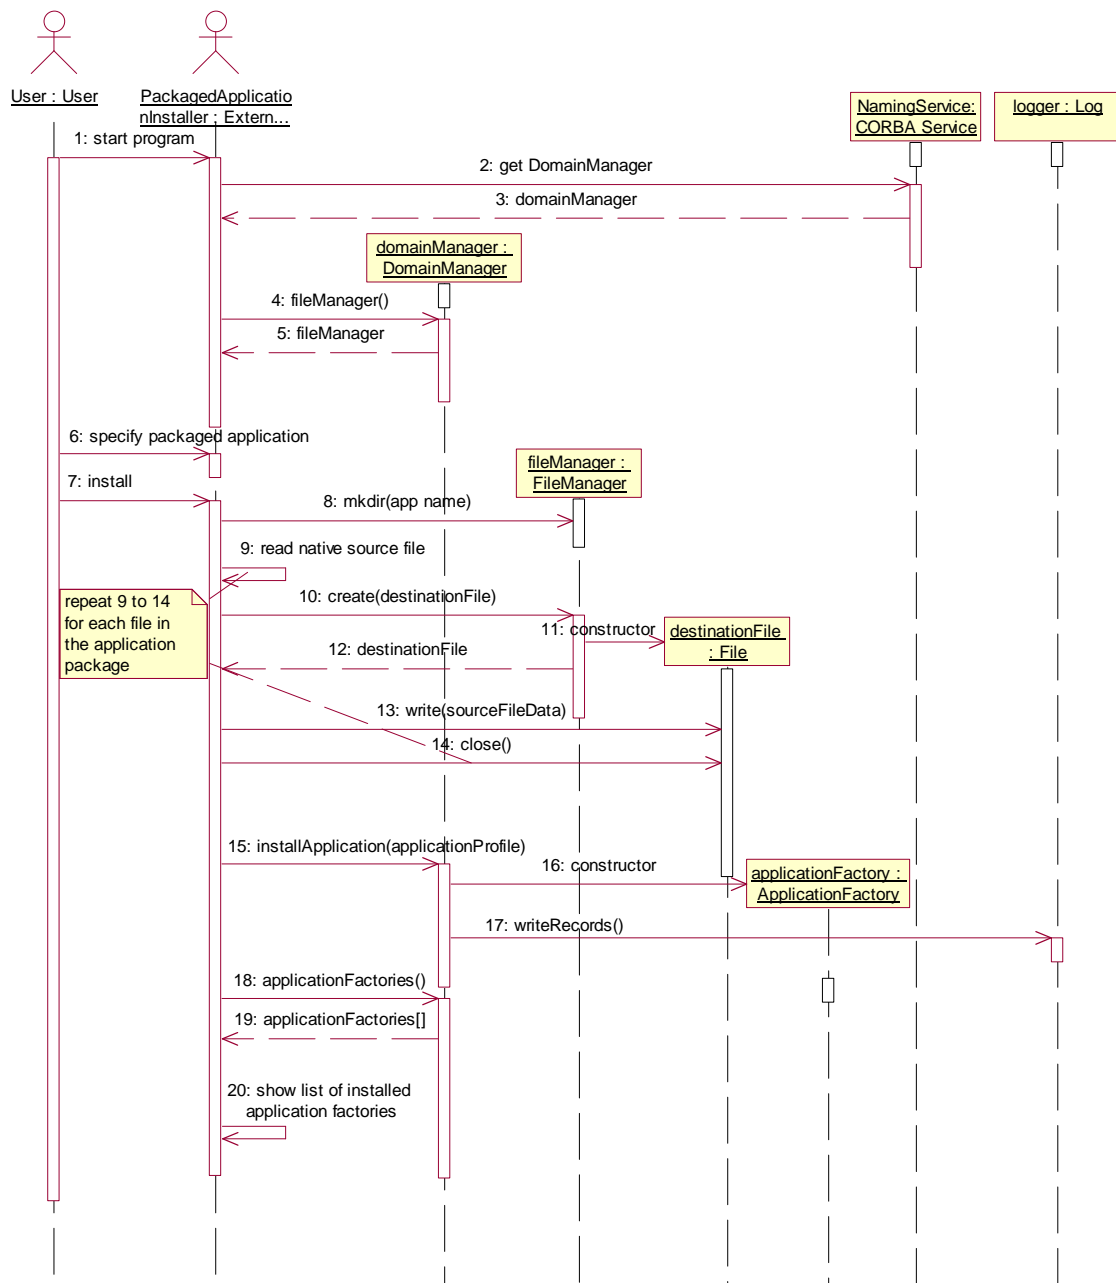 User : User
PackagedApplicatio
nInstaller : Extern...
NamingService:
CORBA Service
logger : Log
1: start program
2: get DomainManager
3: domainManager
domainManager :
DomainManager
4: fileManager()
5: fileManager
6: specify packaged application
fileManager :
FileManager
7: install
8: mkdir(app name)
9: read native source file
repeat 9 to 14
for each file in
the application
package
10: create(destinationFile)
11: constructor
destinationFile
: File
12: destinationFile
13: write(sourceFileData)
14: close()
15: installApplication(applicationProfile)
16: constructor
applicationFactory :
ApplicationFactory
17: writeRecords()
18: applicationFactories()
19: applicationFactories[]
20: show list of installed
application factories